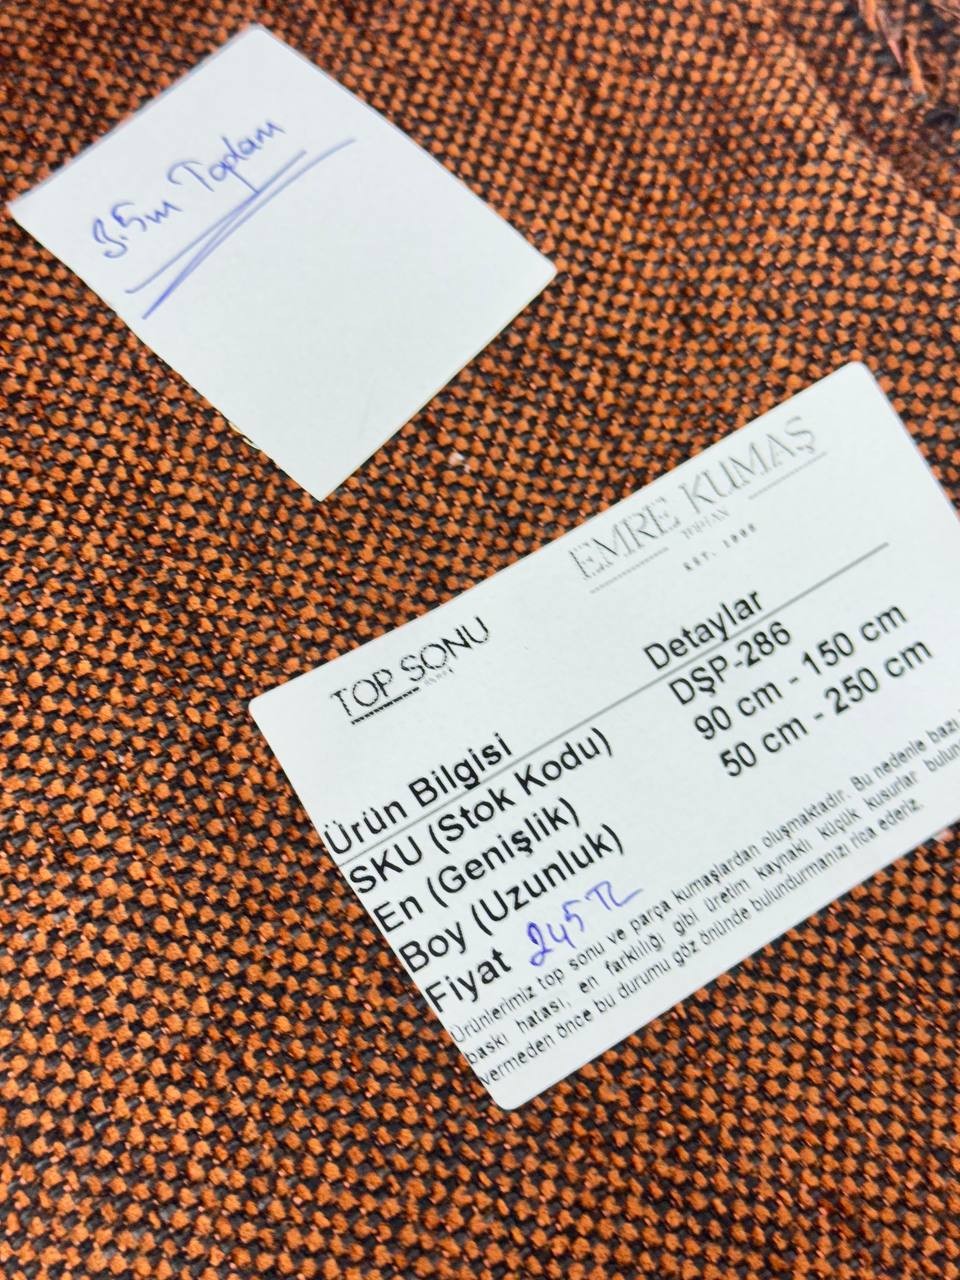 3.5m Toplam
EMRE KUMAŞ
EST. 1998
TOP SONU
Ürün Bilgisi Detaylar
SKU (Stok Kodu) DŞP-286
En (Genişlik) 90 cm - 150 cm
Boy (Uzunluk) 50 cm - 250 cm
Fiyat 245 TL
Ürünlerimiz top sonu ve parça kumaşlardan oluşmaktadır. Bu nedenle bazı
baskı hatası, en farklılığı gibi üretim kaynaklı küçük kusurlar
vermeden önce bu durumu göz önünde bulundurmanızı rica ederiz.